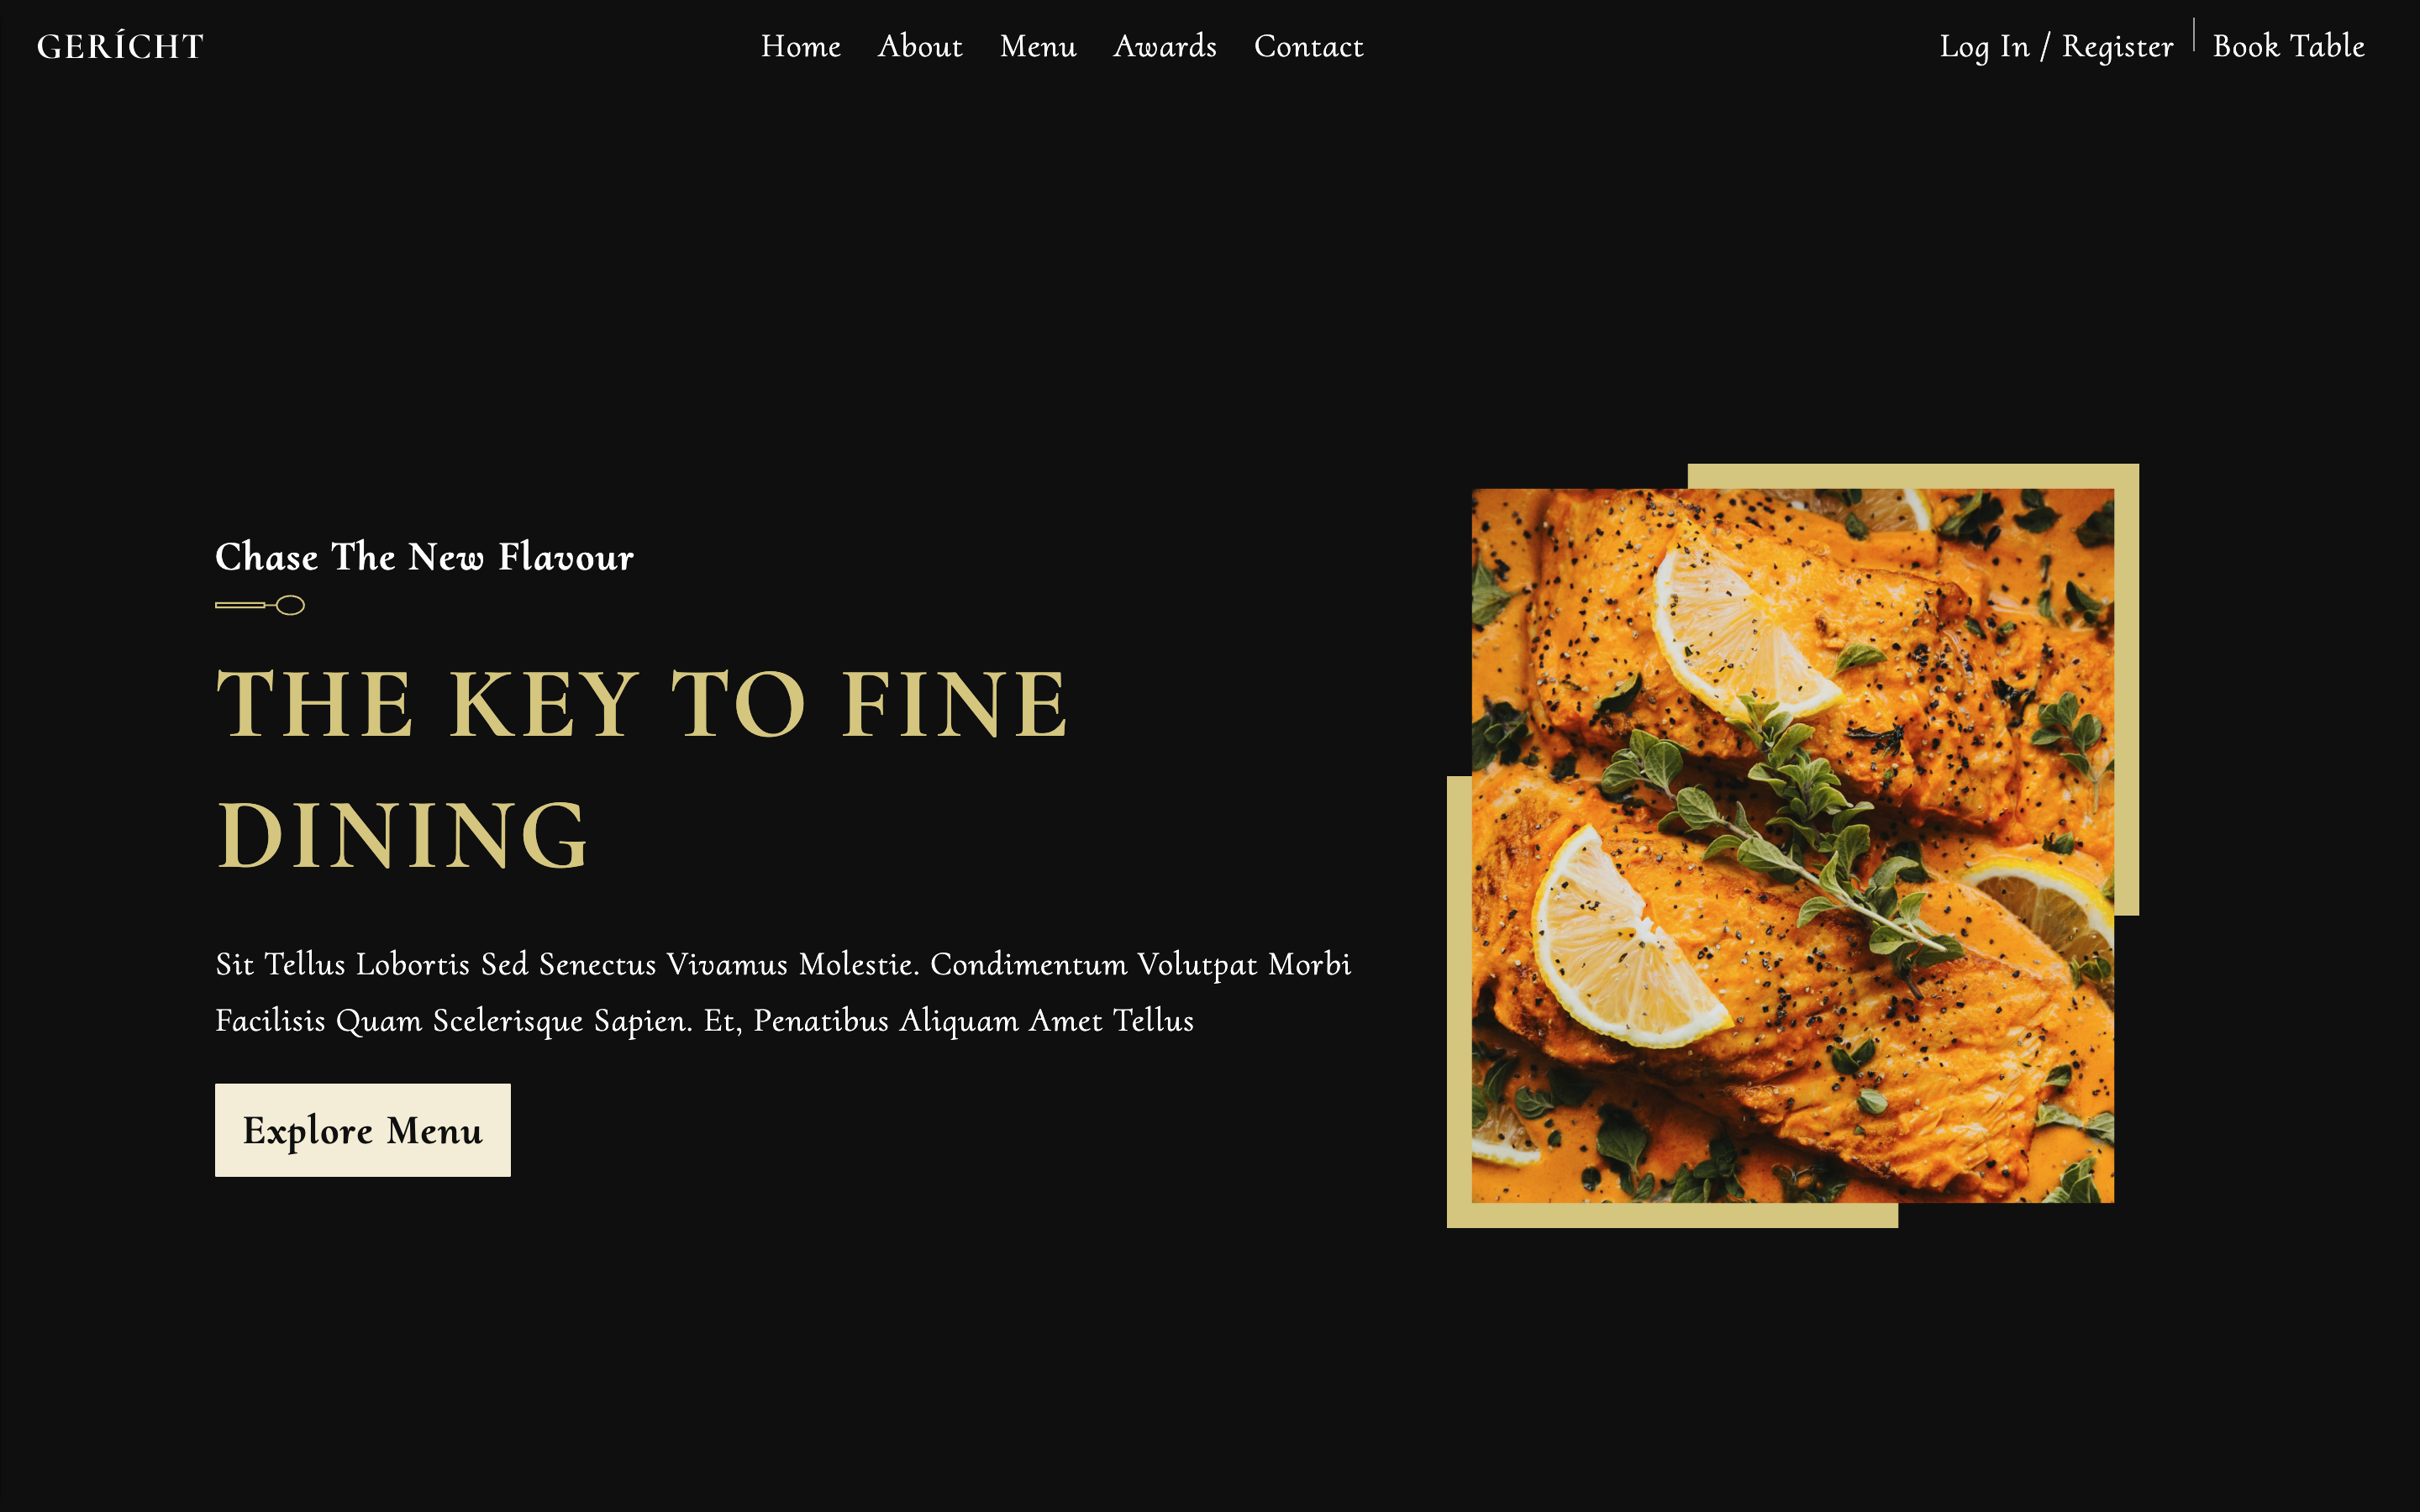 GERÍCHT
Home About Menu Awards Contact
Log In / Register Book Table
Chase The New Flavour
THE KEY TO FINE
DINING
Sit Tellus Lobortis Sed Senectus Vivamus Molestie. Condimentum Volutpat Morbi
Facilisis Quam Scelerisque Sapien. Et, Penatibus Aliquam Amet Tellus
Explore Menu